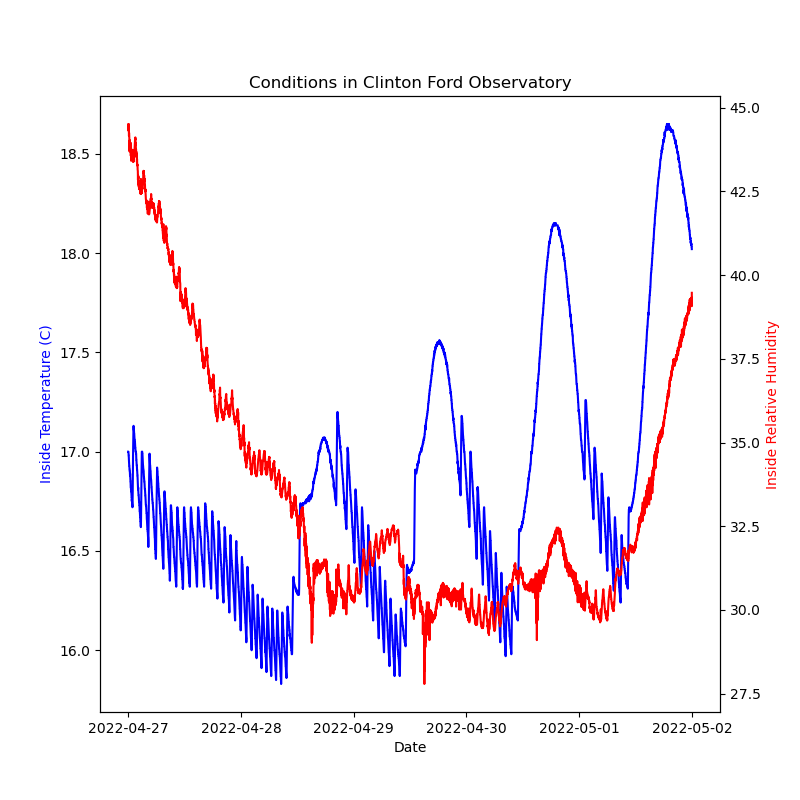 Conditions in Clinton Ford Observatory
18.5
18.0
17.5
17.0
16.5
16.0
Inside Temperature (C)
45.0
42.5
40.0
37.5
35.0
32.5
30.0
27.5
Inside Relative Humidity
2022-04-27 2022-04-28 2022-04-29 2022-04-30 2022-05-01 2022-05-02
Date